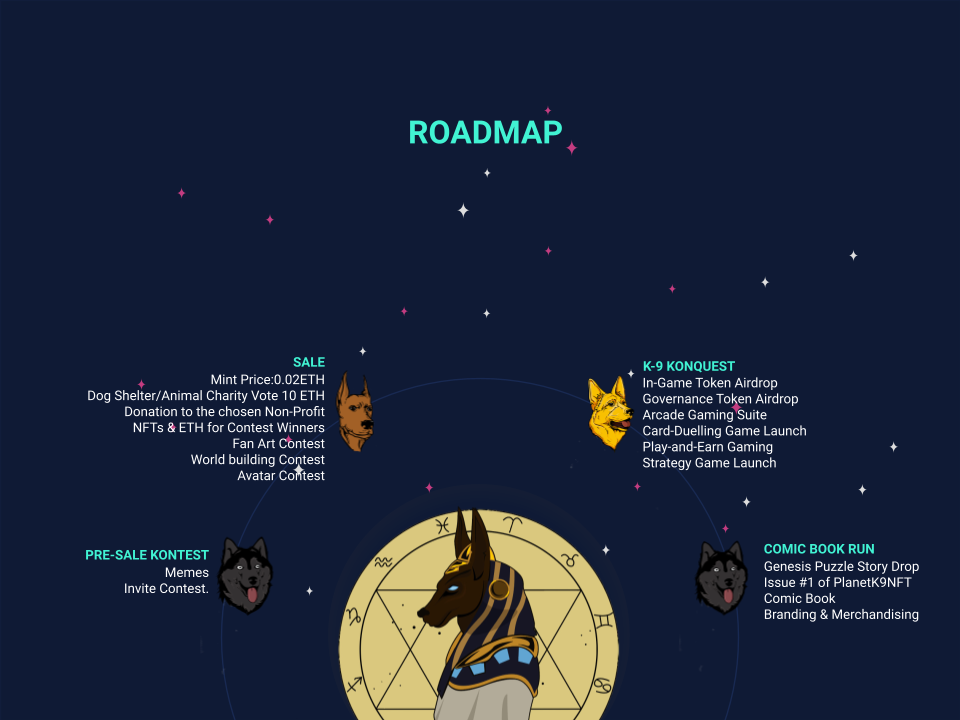 ROADMAP
SALE
Mint Price:0.02ETH
Dog Shelter/Animal Charity Vote 10 ETH
Donation to the chosen Non-Profit
NFTs & ETH for Contest Winners
Fan Art Contest
World building Contest
Avatar Contest
K-9 KONQUEST
In-Game Token Airdrop
Governance Token Airdrop
Arcade Gaming Suite
Card-Duelling Game Launch
Play-and-Earn Gaming
Strategy Game Launch
PRE-SALE KONTEST
Memes
Invite Contest.
COMIC BOOK RUN
Genesis Puzzle Story Drop
Issue #1 of PlanetK9NFT
Comic Book
Branding & Merchandising